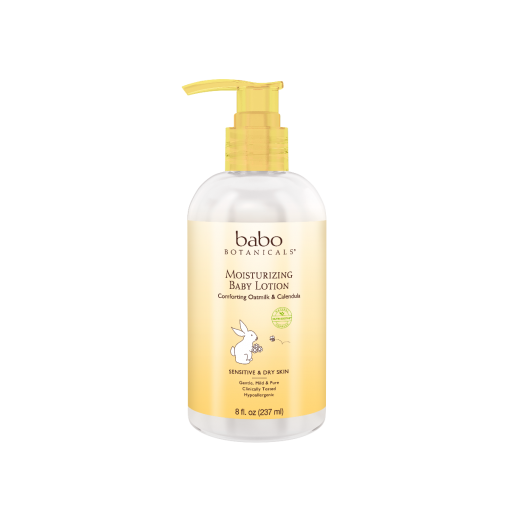 babo
BOTANICALS®
MOISTURIZING
BABY LOTION
Comforting Oatmilk & Calendula
SENSITIVE & DRY SKIN
Gentle, Mild & Pure
Clinically Tested
Hypoallergenic
8 fl. oz (237 ml)